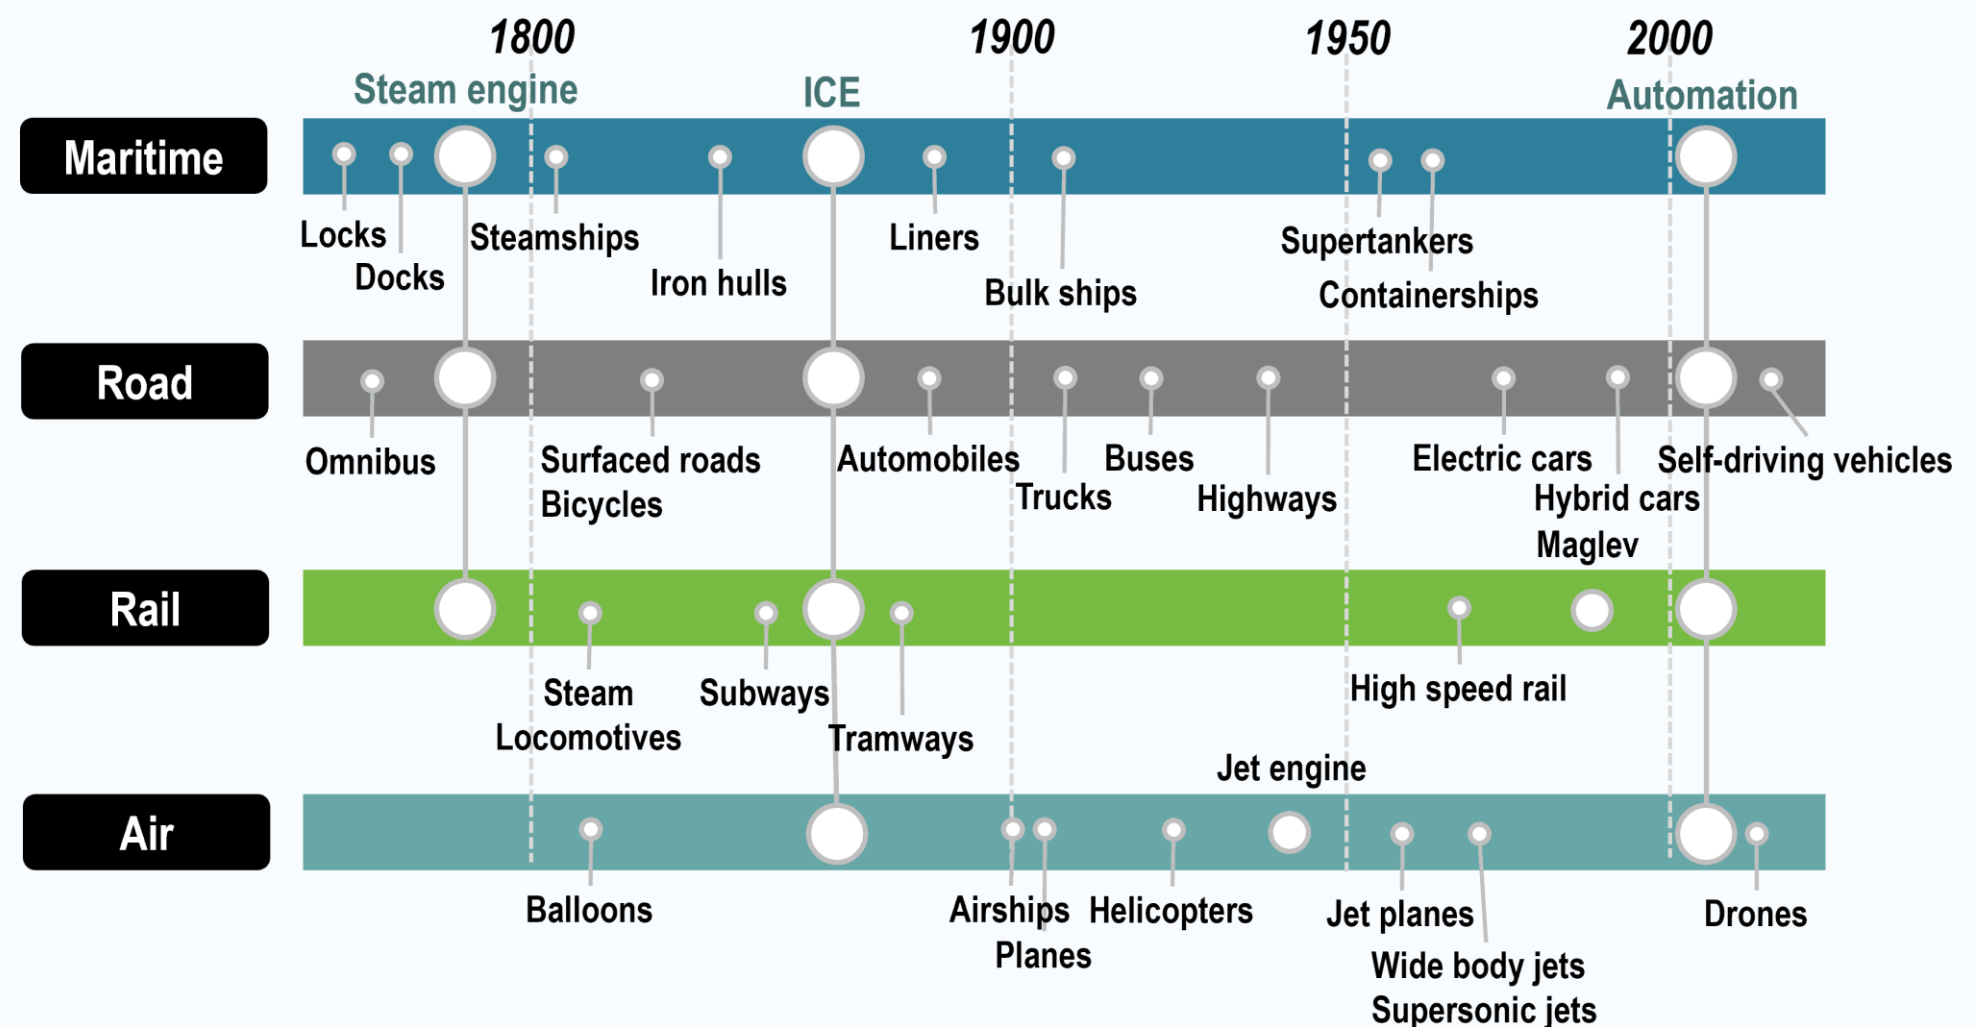 1800
1900
1950
2000
Steam engine
ICE
Automation
Maritime
Locks
Docks
Steamships
Iron hulls
Liners
Bulk ships
Supertankers
Containerships
Road
Omnibus
Surfaced roads
Bicycles
Automobiles
Trucks
Buses
Highways
Electric cars
Hybrid cars
Self-driving vehicles
Maglev
Rail
Steam
Locomotives
Subways
Tramways
High speed rail
Jet engine
Air
Balloons
Airships
Planes
Helicopters
Jet planes
Wide body jets
Supersonic jets
Drones